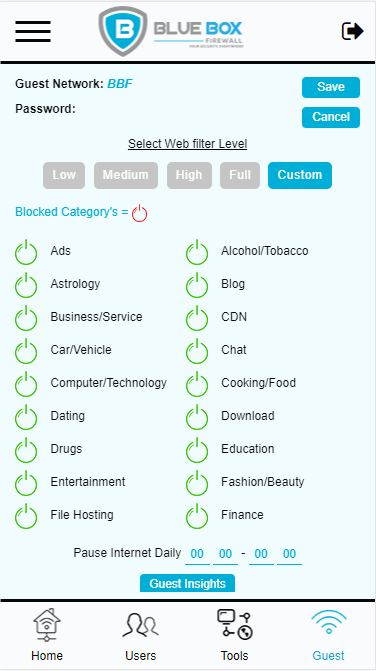 BLUE BOX
FIREWALL
YOUR SECURITY EVERYWHERE
Guest Network: BBF
Save
Password:
Cancel
Select Web filter Level
Low Medium High Full Custom
Blocked Category's =
Ads Alcohol/Tobacco
Astrology Blog
Business/Service CDN
Car/Vehicle Chat
Computer/Technology Cooking/Food
Dating Download
Drugs Education
Entertainment Fashion/Beauty
File Hosting Finance
Pause Internet Daily 00 00 - 00 00
Guest Insights
Home Users Tools Guest